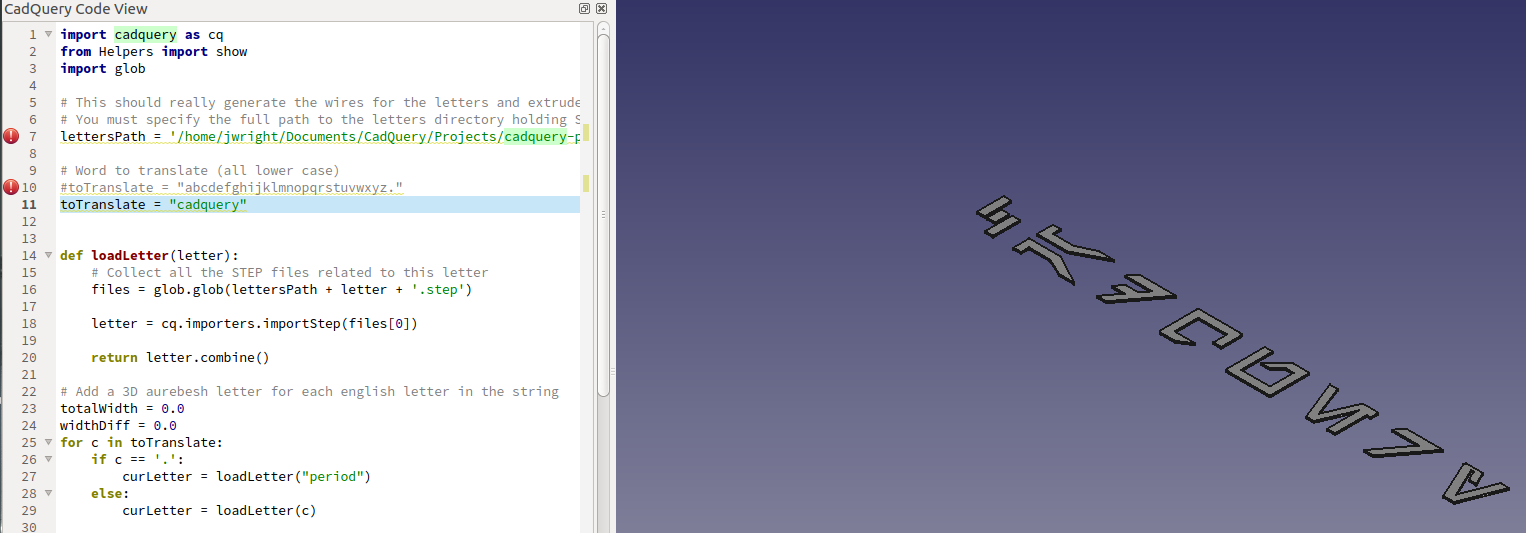 CadQuery Code View
1 import cadquery as cq
2 from Helpers import show
3 import glob
4
5 # This should really generate the wires for the letters and extrude
6 # You must specify the full path to the letters directory holding S
7 lettersPath = '/home/jwright/Documents/CadQuery/Projects/cadquery-p
8
9 # Word to translate (all lower case)
10 #toTranslate = "abcdefghijklmnopqrstuvwxyz."
11 toTranslate = "cadquery"
12
13
14 def loadLetter(letter):
15     # Collect all the STEP files related to this letter
16     files = glob.glob(lettersPath + letter + '.step')
17
18     letter = cq.importers.importStep(files[0])
19
20     return letter.combine()
21
22 # Add a 3D aurebesh letter for each english letter in the string
23 totalWidth = 0.0
24 widthDiff = 0.0
25 for c in toTranslate:
26     if c == '.':
27         curLetter = loadLetter("period")
28     else:
29         curLetter = loadLetter(c)
30